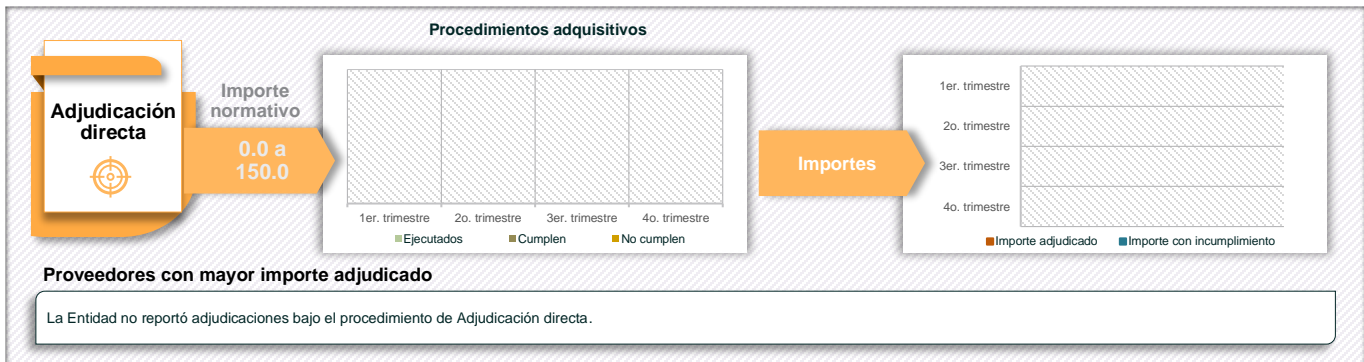 Procedimientos adquisitivos
Adjudicación
directa
Importe
normativo
0.0 a
150.0
1er. trimestre
2o. trimestre
3er. trimestre
4o. trimestre
Ejecutados
Cumplen
No cumplen
Importes
1er. trimestre
2o. trimestre
3er. trimestre
4o. trimestre
Importe adjudicado
Importe con incumplimiento
Proveedores con mayor importe adjudicado
La Entidad no reportó adjudicaciones bajo el procedimiento de Adjudicación directa.